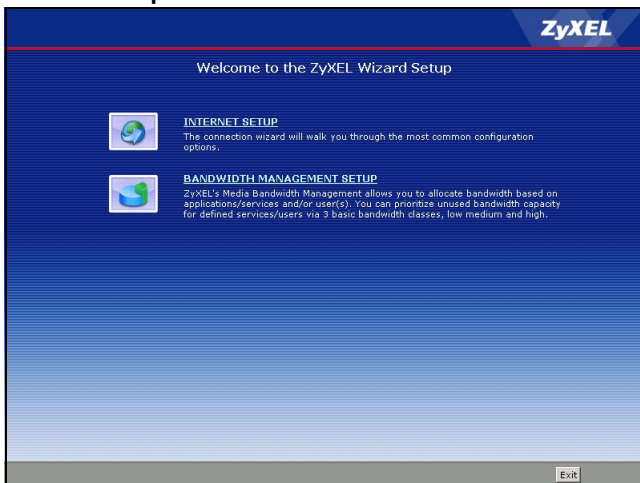 ZyXEL
Welcome to the ZyXEL Wizard Setup
INTERNET SETUP
The connection wizard will walk you through the most common configuration
options.
BANDWIDTH MANAGEMENT SETUP
ZyXEL's Media Bandwidth Management allows you to allocate bandwidth based on
applications/services and/or user(s). You can prioritize unused bandwidth capacity
for defined services/users via 3 basic bandwidth classes, low medium and high.
Exit